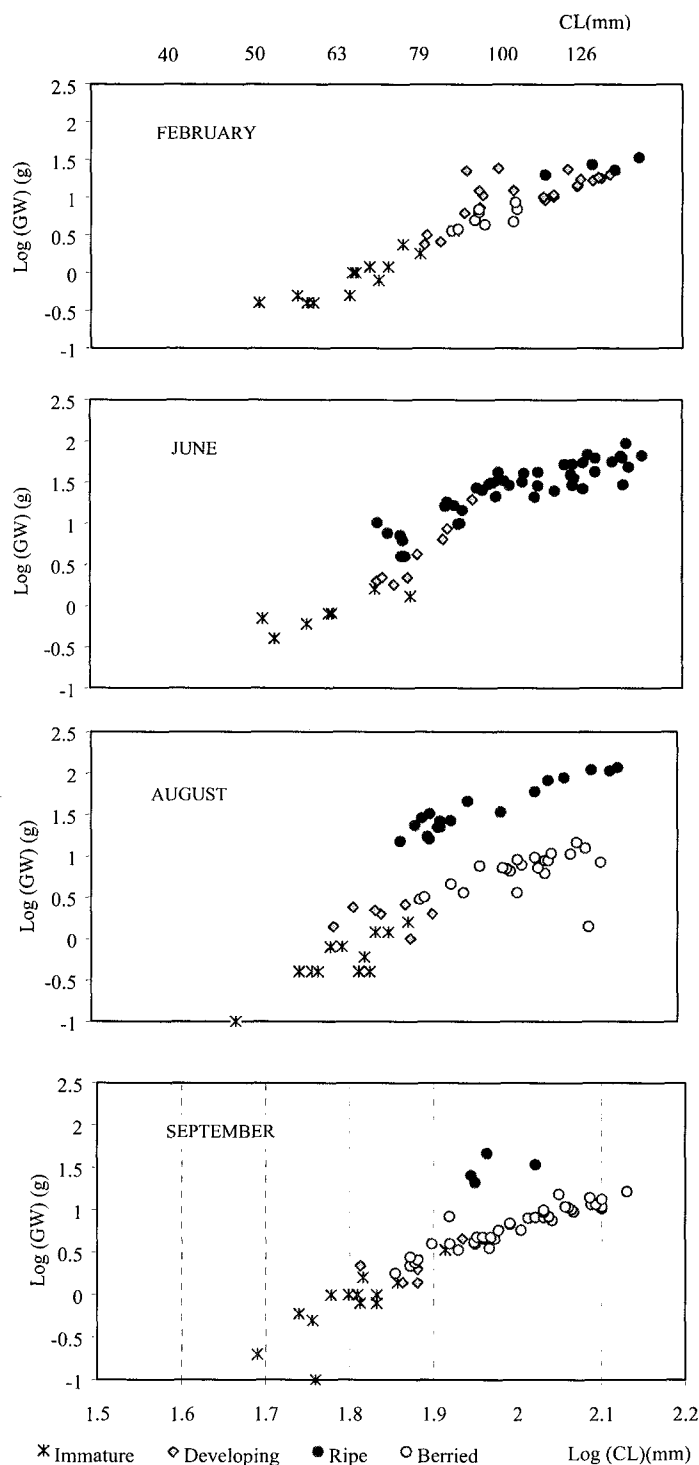 CL(mm)
40 50 63 79 100 126
2.5
FEBRUARY
2
1.5
1
0.5
0
-0.5
-1
Log (GW) (g)
2.5
JUNE
2
1.5
1
0.5
0
-0.5
-1
Log (GW) (g)
2.5
AUGUST
2
1.5
1
0.5
0
-0.5
-1
Log (GW) (g)
2.5
SEPTEMBER
2
1.5
1
0.5
0
-0.5
-1
Log (GW) (g)
1.5 1.6 1.7 1.8 1.9 2 2.1 2.2
Immature Developing Ripe Berried Log (CL)(mm)